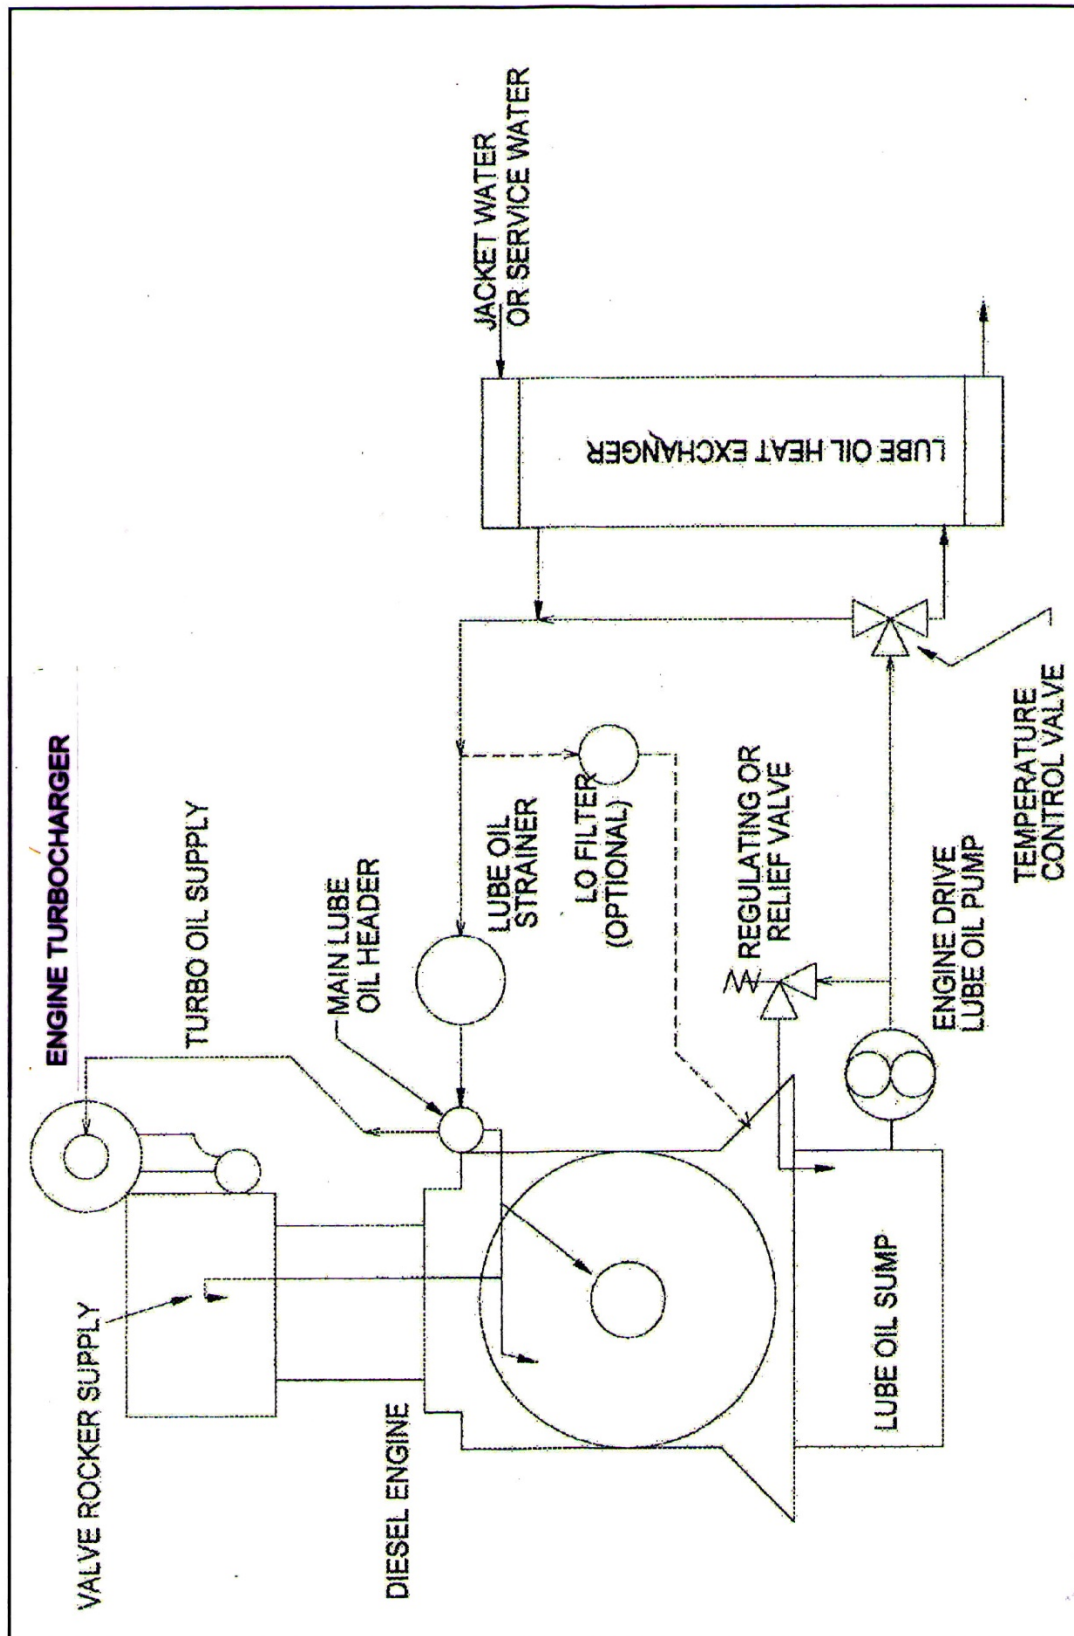 ENGINE TURBOCHARGER
TURBO OIL SUPPLY
VALVE ROCKER SUPPLY
MAIN LUBE
OIL HEADER
DIESEL ENGINE
LUBE OIL
STRAINER
LO FILTER
(OPTIONAL)
JACKET WATER
OR SERVICE WATER
LUBE OIL HEAT EXCHANGER
REGULATING OR
RELIEF VALVE
LUBE OIL SUMP
ENGINE DRIVE
LUBE OIL PUMP
TEMPERATURE
CONTROL VALVE